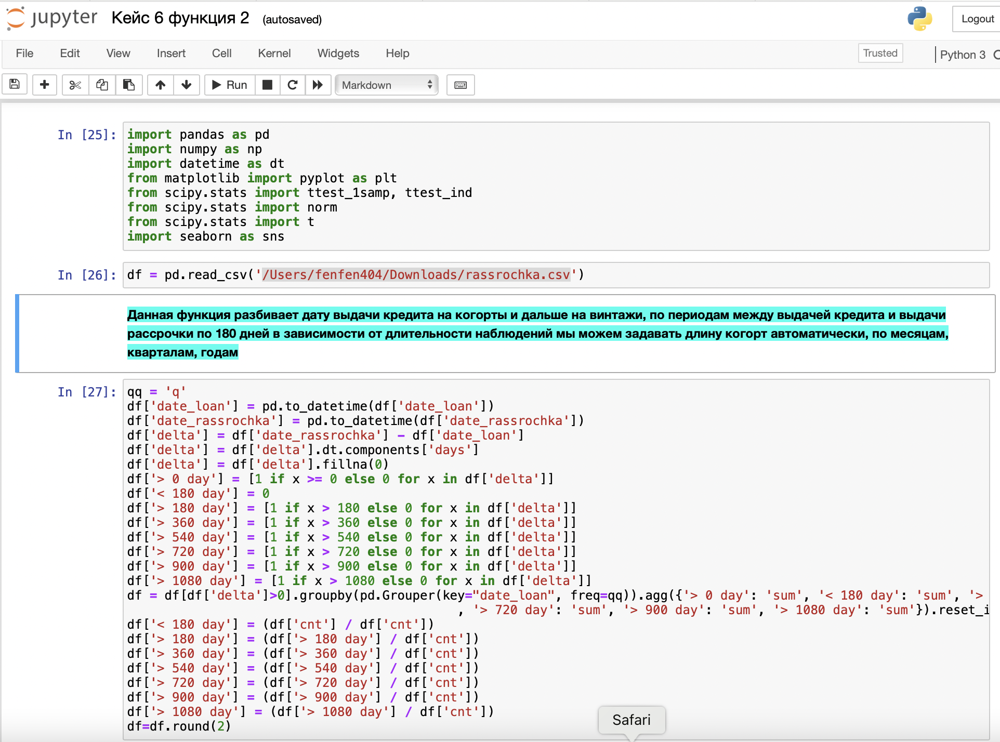 jupyter Кейс 6 функция 2 (autosaved) Logout
File Edit View Insert Cell Kernel Widgets Help Trusted Python 3
Run Markdown
In [25]: import pandas as pd
import numpy as np
import datetime as dt
from matplotlib import pyplot as plt
from scipy.stats import ttest_1samp, ttest_ind
from scipy.stats import norm
from scipy.stats import t
import seaborn as sns
In [26]: df = pd.read_csv('/Users/fenfen404/Downloads/rassrochka.csv')
Данная функция разбивает дату выдачи кредита на когорты и дальше на винтажи, по периодам между выдачей кредита и выдачи
рассрочки по 180 дней в зависимости от длительности наблюдений мы можем задавать длину когорт автоматически, по месяцам,
кварталам, годам
In [27]: qq = 'q'
df['date_loan'] = pd.to_datetime(df['date_loan'])
df['date_rassrochka'] = pd.to_datetime(df['date_rassrochka'])
df['delta'] = df['date_rassrochka'] - df['date_loan']
df['delta'] = df['delta'].dt.components['days']
df['delta'] = df['delta'].fillna(0)
df['> 0 day'] = [1 if x >= 0 else 0 for x in df['delta']]
df['< 180 day'] = 0
df['> 180 day'] = [1 if x > 180 else 0 for x in df['delta']]
df['> 360 day'] = [1 if x > 360 else 0 for x in df['delta']]
df['> 540 day'] = [1 if x > 540 else 0 for x in df['delta']]
df['> 720 day'] = [1 if x > 720 else 0 for x in df['delta']]
df['> 900 day'] = [1 if x > 900 else 0 for x in df['delta']]
df['> 1080 day'] = [1 if x > 1080 else 0 for x in df['delta']]
df = df[df['delta']>0].groupby(pd.Grouper(key="date_loan", freq=qq)).agg({'> 0 day': 'sum', '< 180 day': 'sum', '>
, '> 720 day': 'sum', '> 900 day': 'sum', '> 1080 day': 'sum'}).reset_i
df['< 180 day'] = (df['cnt'] / df['cnt'])
df['> 180 day'] = (df['> 180 day'] / df['cnt'])
df['> 360 day'] = (df['> 360 day'] / df['cnt'])
df['> 540 day'] = (df['> 540 day'] / df['cnt'])
df['> 720 day'] = (df['> 720 day'] / df['cnt'])
df['> 900 day'] = (df['> 900 day'] / df['cnt'])
df['> 1080 day'] = (df['> 1080 day'] / df['cnt'])
df=df.round(2)
Safari